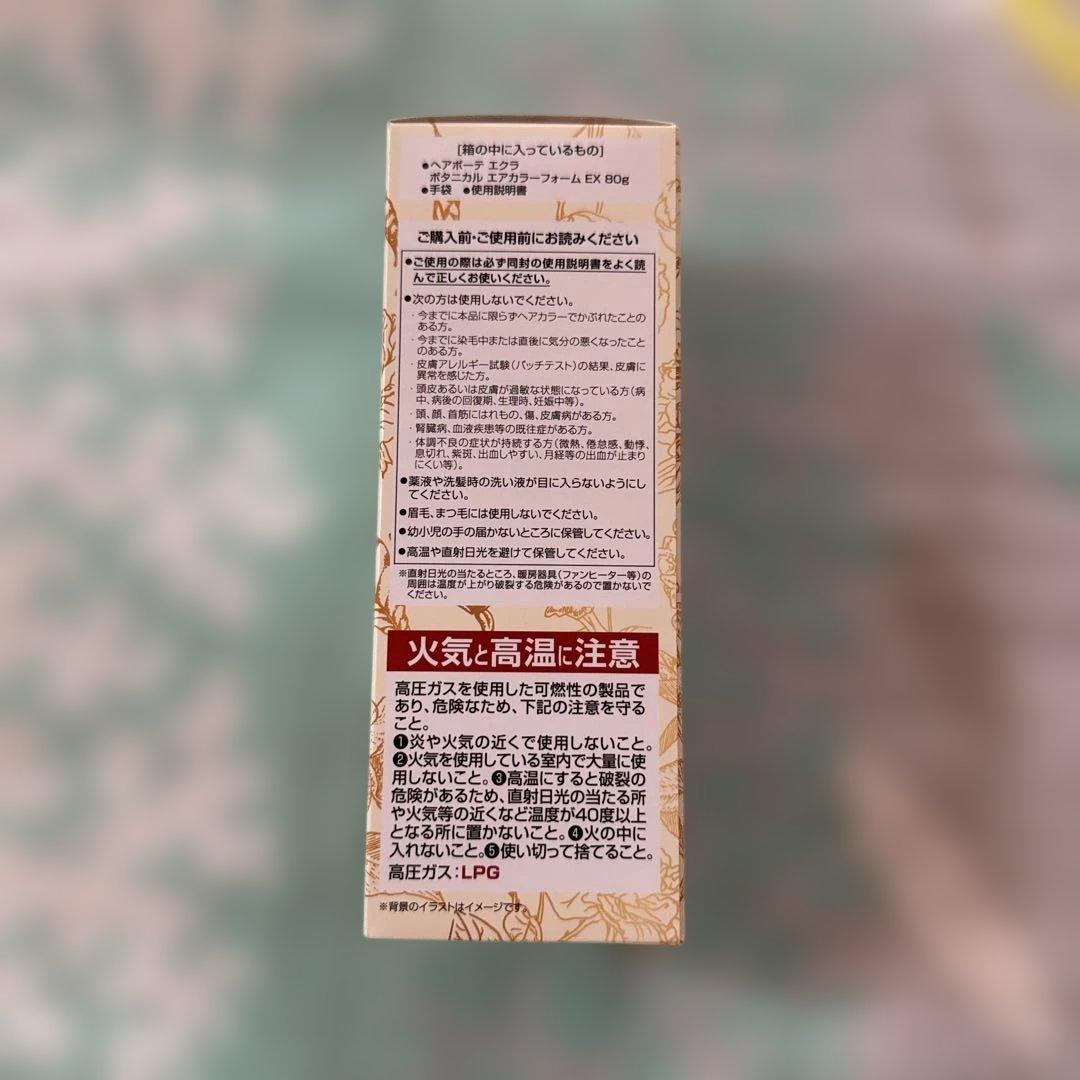 [箱の中に入っているもの]
●ヘアボーテ エクラ
ボタニカル エアカラーフォーム EX 80g
●手袋 ●使用説明書
ご購入前・ご使用前にお読みください
●ご使用の際は必ず同封の使用説明書をよく読
んで正しくお使いください。
●次の方は使用しないでください。
・今までに本品に限らずヘアカラーでかぶれたことの
ある方。
・今までに染毛中または直後に気分の悪くなったこと
のある方。
・皮膚アレルギー試験(パッチテスト)の結果、皮膚に
異常を感じた方。
・頭皮あるいは皮膚が過敏な状態になっている方(病
中、病後の回復期、生理時、妊娠中等)。
・頭、顔、首筋にはれもの、傷、皮膚病がある方。
・腎臓病、血液疾患等の既往症がある方。
・体調不良の症状が持続する方(微熱、倦怠感、動悸、
息切れ、紫斑、出血しやすい、月経等の出血が止まり
にくい等)。
●薬液や洗髪時の洗い液が目に入らないようにし
てください。
●眉毛、まつ毛には使用しないでください。
●幼小児の手の届かないところに保管してください。
●高温や直射日光を避けて保管してください。
※直射日光の当たるところ、暖房器具(ファンヒーター等)の
周囲は温度が上がり破裂する危険があるので置かないで
ください。
火気と高温に注意
高圧ガスを使用した可燃性の製品で
あり、危険なため、下記の注意を守る
こと。
❶炎や火気の近くで使用しないこと。
❷火気を使用している室内で大量に使
用しないこと。❸高温にすると破裂の
危険があるため、直射日光の当たる所
や火気等の近くなど温度が40度以上
となる所に置かないこと。❹火の中に
入れないこと。❺使い切って捨てること。
高圧ガス:LPG
※背景のイラストはイメージです。